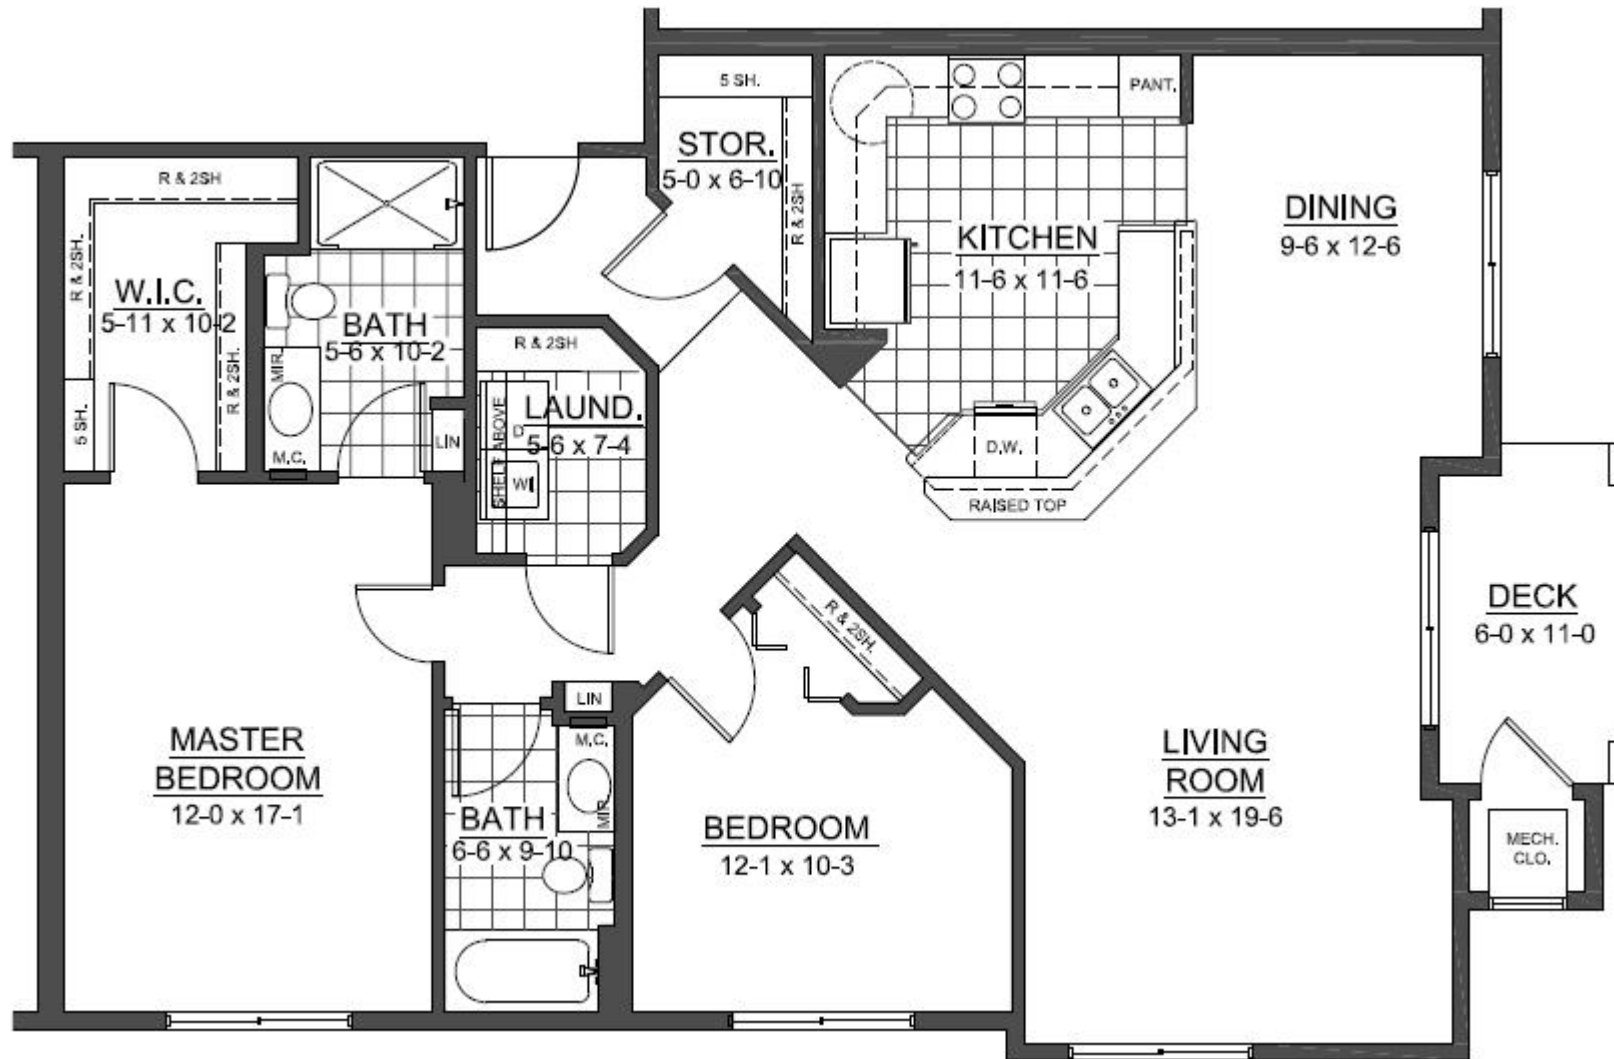 5 SH.
PANT.
STOR.
5-0 x 6-10
R & 2SH
KITCHEN
11-6 x 11-6
DINING
9-6 x 12-6
R & 2SH
R & 2SH.
W.I.C.
5-11 x 10-2
R & 2SH.
5 SH.
BATH
5-6 x 10-2
MIR.
M.C.
LIN
R & 2SH
LAUND.
5-6 x 7-4
SHELF ABOVE
D
W
D.W.
RAISED TOP
DECK
6-0 x 11-0
R & 2SH.
LIN
M.C.
MIR.
MASTER
BEDROOM
12-0 x 17-1
BATH
6-6 x 9-10
BEDROOM
12-1 x 10-3
LIVING
ROOM
13-1 x 19-6
MECH.
CLO.